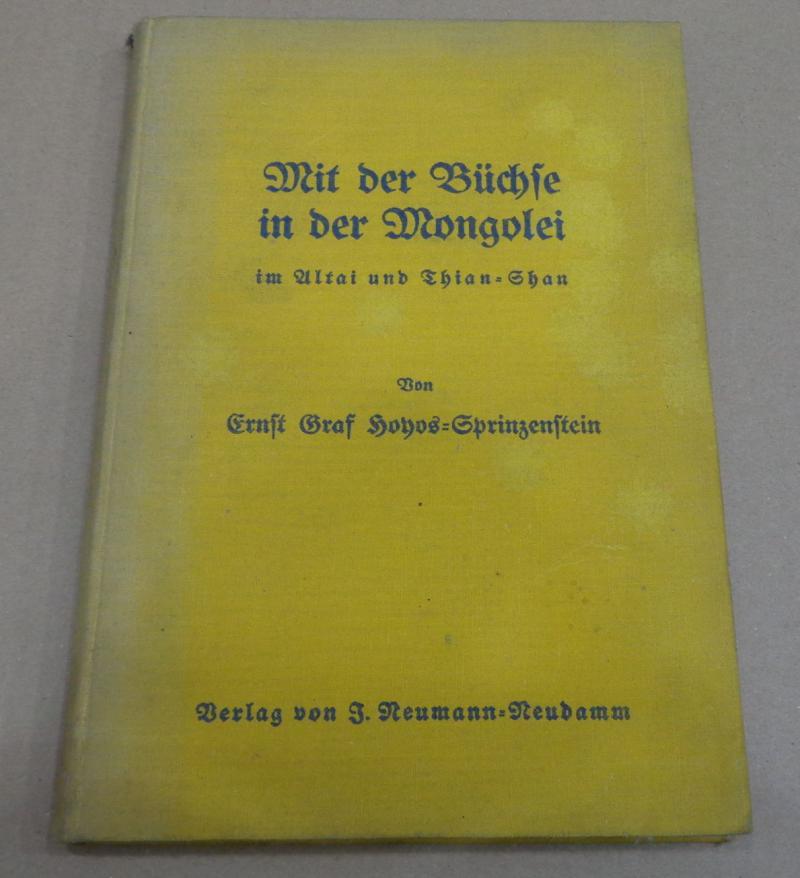 Mit der Büchse
in der Mongolei
im Altai und Thian-Shan
Von
Ernst Graf Hoyos-Sprinzenstein
Verlag von J. Neumann-Neudamm